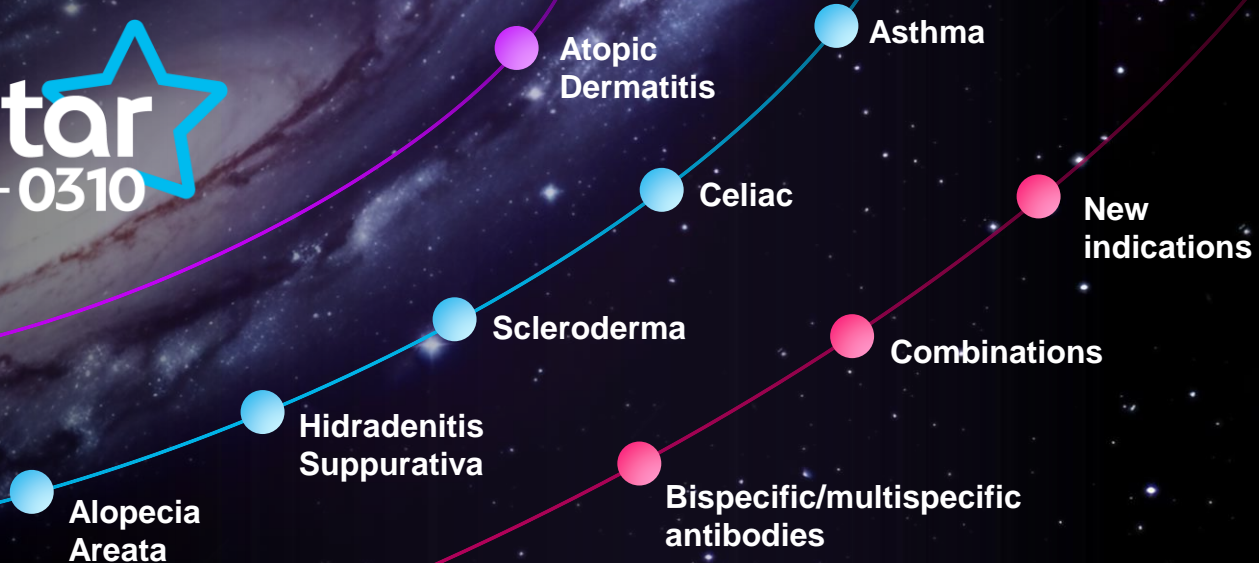 tar
-0310
Atopic
Dermatitis
Asthma
Celiac
New
indications
Scleroderma
Combinations
Hidradenitis
Suppurativa
Bispecific/multispecific
antibodies
Alopecia
Areata